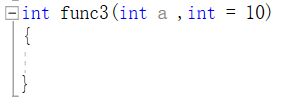 int func3(int a ,int = 10)
{
}